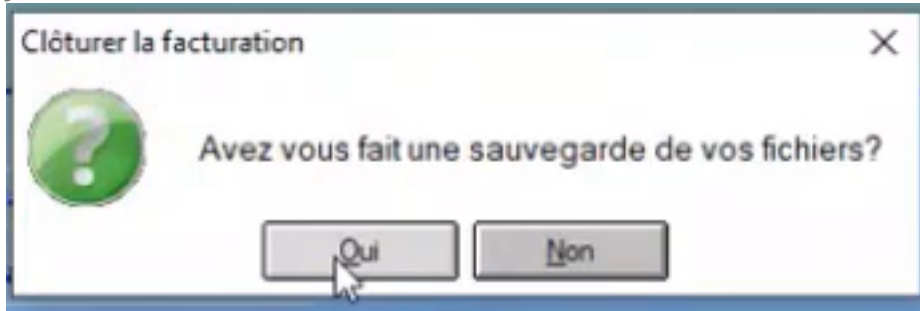 Clôturer la facturation
Avez vous fait une sauvegarde de vos fichiers?
Oui
Non